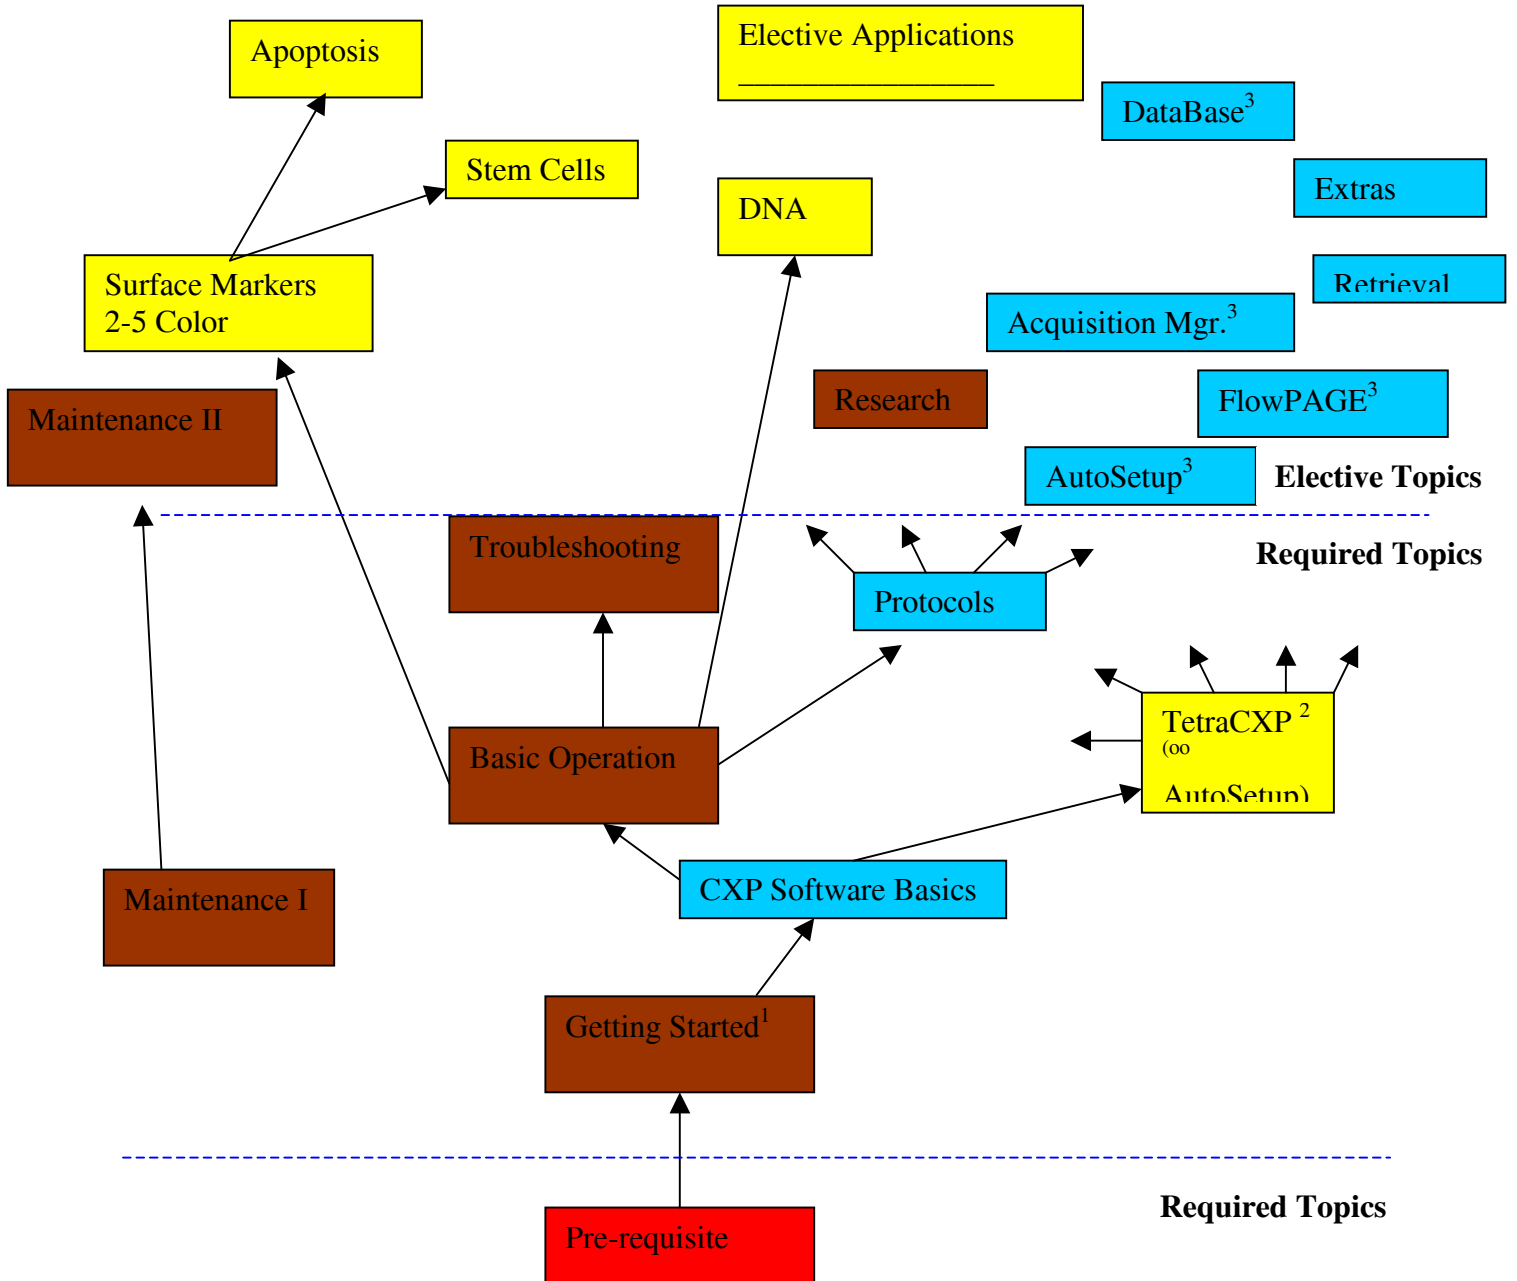 Apoptosis
Elective Applications
________________
DataBase3
Stem Cells
Extras
DNA
Surface Markers
2-5 Color
Retrieval
Acquisition Mgr.3
Maintenance II
Research
FlowPAGE3
AutoSetup3
Elective Topics
Troubleshooting
Required Topics
Protocols
TetraCXP 2
(oo
AutoSetup)
Basic Operation
CXP Software Basics
Maintenance I
Getting Started1
Required Topics
Pre-requisite